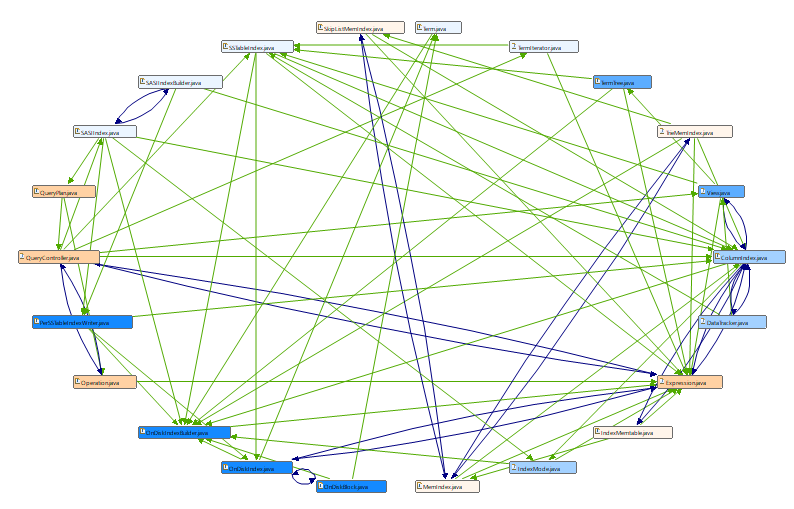 SkipListMemIndex.java
Term.java
SSTableIndex.java
TermIterator.java
SASIIndexBuilder.java
TermTree.java
SASIIndex.java
TrieMemIndex.java
QueryPlan.java
View.java
QueryController.java
ColumnIndex.java
PerSSTableIndexWriter.java
DataTracker.java
Operation.java
Expression.java
OnDiskIndexBuilder.java
IndexMemtable.java
OnDiskIndex.java
IndexMode.java
OnDiskBlock.java
MemIndex.java